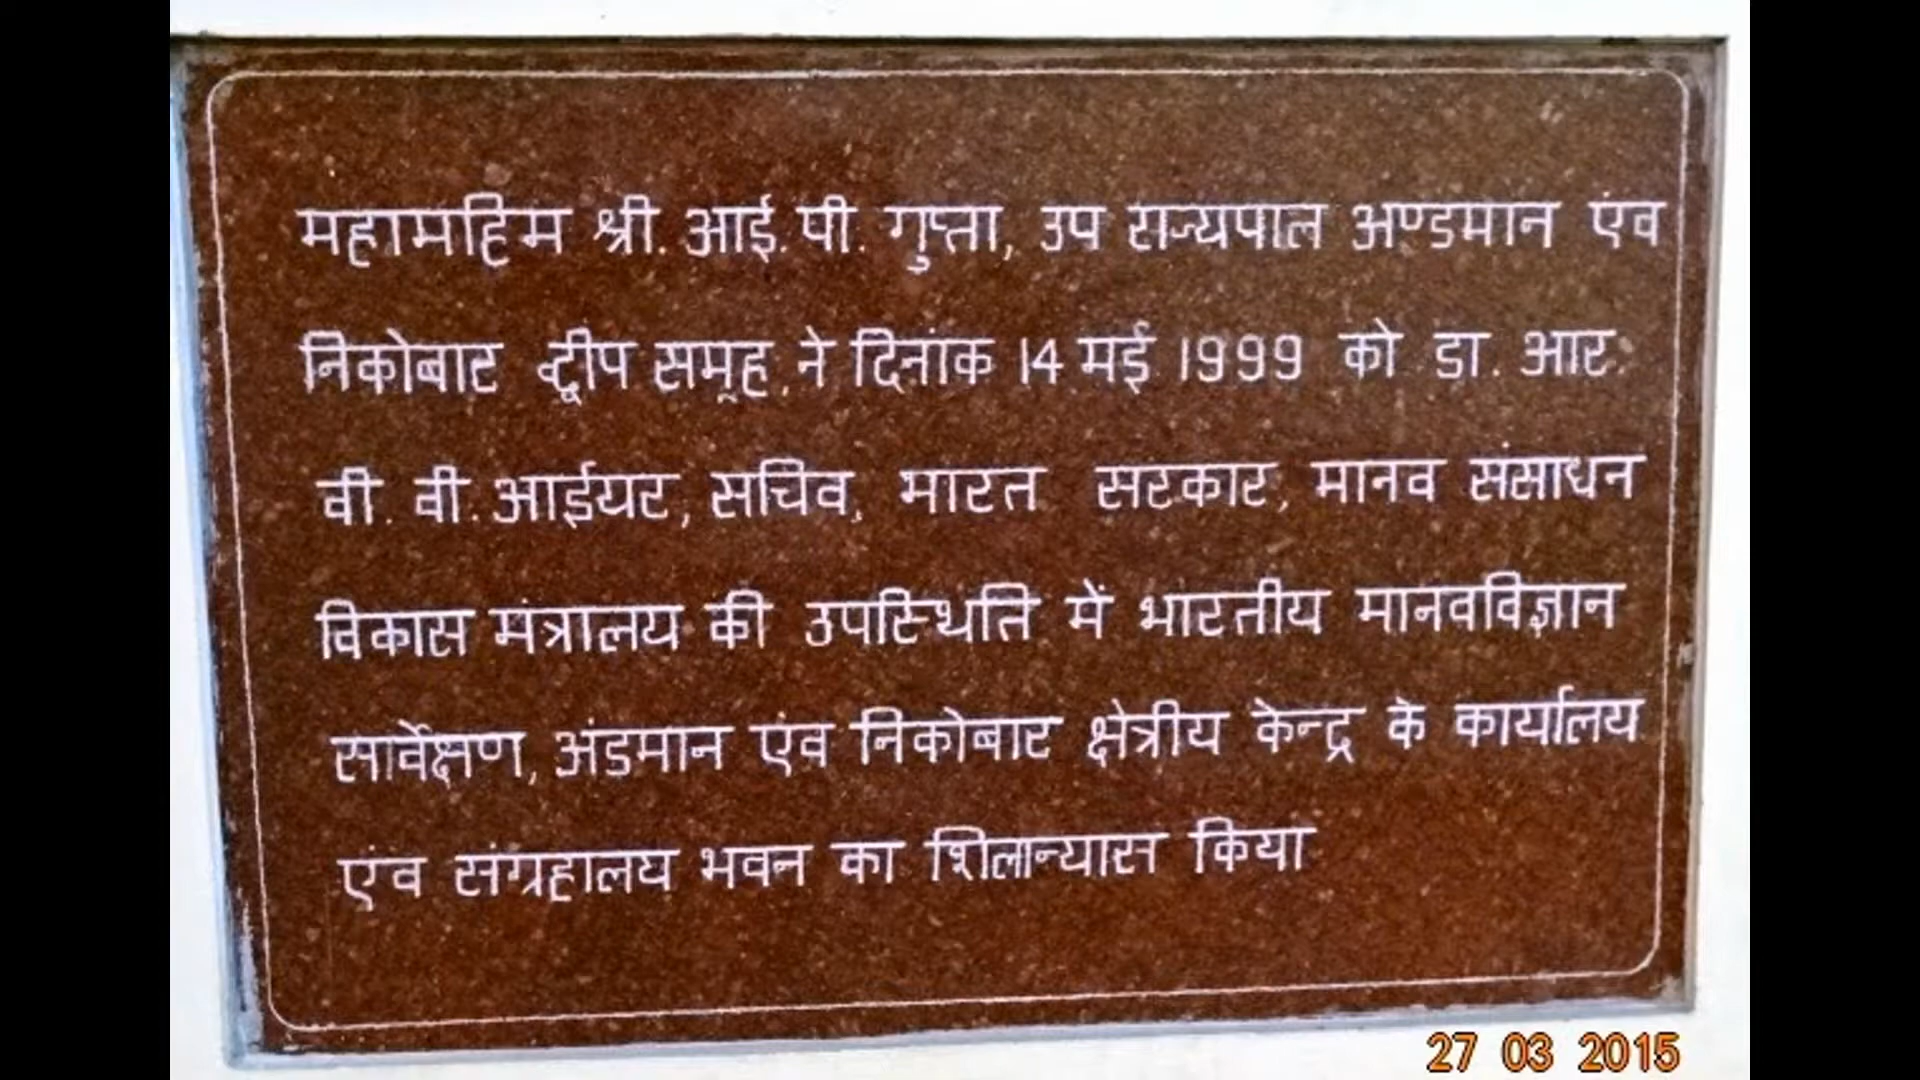 महामहिम श्री. आई. पी. गुप्ता, उप राज्यपाल अण्डमान एंव
निकोबार द्वीप समूह ने दिनांक 14 मई 1999 को डा. आर.
वी. वी. आईयर, सचिव, भारत सरकार, मानव संसाधन
विकास मंत्रालय की उपस्थिति में भारतीय मानवविज्ञान
सार्वेक्षण, अंडमान एंव निकोबार क्षेत्रीय केन्द्र के कार्यालय
एंव संग्रहालय भवन का शिलान्यास किया
27 03 2015